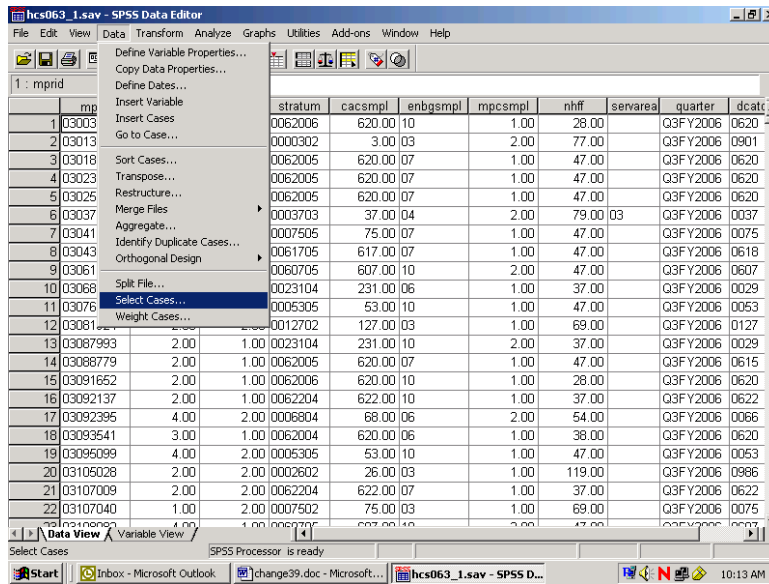 hcs063_1.sav - SPSS Data Editor
File Edit View Data Transform Analyze Graphs Utilities Add-ons Window Help
1 : mprid
Define Variable Properties...
Copy Data Properties...
Define Dates...
Insert Variable
Insert Cases
Go to Case...
Sort Cases...
Transpose...
Restructure...
Merge Files
Aggregate...
Identify Duplicate Cases...
Orthogonal Design
Split File...
Select Cases...
Weight Cases...
mp stratum cacsmpl enbgsmpl mpcsmpl nhff servarea quarter dcatc
1 03003 0062006 620.00 10 1.00 28.00 Q3FY2006 0620
2 03013 0000302 3.00 03 2.00 77.00 Q3FY2006 0901
3 03018 0062005 620.00 07 1.00 47.00 Q3FY2006 0620
4 03023 0062005 620.00 07 1.00 47.00 Q3FY2006 0620
5 03025 0062005 620.00 07 1.00 47.00 Q3FY2006 0620
6 03037 0003703 37.00 04 2.00 79.00 03 Q3FY2006 0037
7 03041 0007505 75.00 07 1.00 47.00 Q3FY2006 0075
8 03043 0061705 617.00 07 1.00 47.00 Q3FY2006 0618
9 03061 0060705 607.00 10 2.00 47.00 Q3FY2006 0607
10 03068 0023104 231.00 06 1.00 37.00 Q3FY2006 0029
11 03076 0005305 53.00 10 1.00 47.00 Q3FY2006 0053
12 0012702 127.00 03 1.00 69.00 Q3FY2006 0127
13 03087993 2.00 1.00 0023104 231.00 10 2.00 37.00 Q3FY2006 0029
14 03088779 2.00 1.00 0062005 620.00 07 1.00 47.00 Q3FY2006 0615
15 03091652 2.00 1.00 0062006 620.00 10 1.00 28.00 Q3FY2006 0620
16 03092137 2.00 1.00 0062204 622.00 10 1.00 37.00 Q3FY2006 0622
17 03092395 4.00 2.00 0006804 68.00 06 2.00 54.00 Q3FY2006 0066
18 03093541 3.00 1.00 0062004 620.00 06 1.00 38.00 Q3FY2006 0620
19 03095099 4.00 2.00 0005305 53.00 10 1.00 47.00 Q3FY2006 0053
20 03105028 2.00 2.00 0002602 26.00 03 1.00 119.00 Q3FY2006 0986
21 03107009 2.00 2.00 0062204 622.00 07 1.00 37.00 Q3FY2006 0622
22 03107040 1.00 2.00 0007502 75.00 03 1.00 69.00 Q3FY2006 0075
Data View Variable View
Select Cases SPSS Processor is ready
Start Inbox - Microsoft Outlook change39.doc - Microsoft... hcs063_1.sav - SPSS D... 10:13 AM